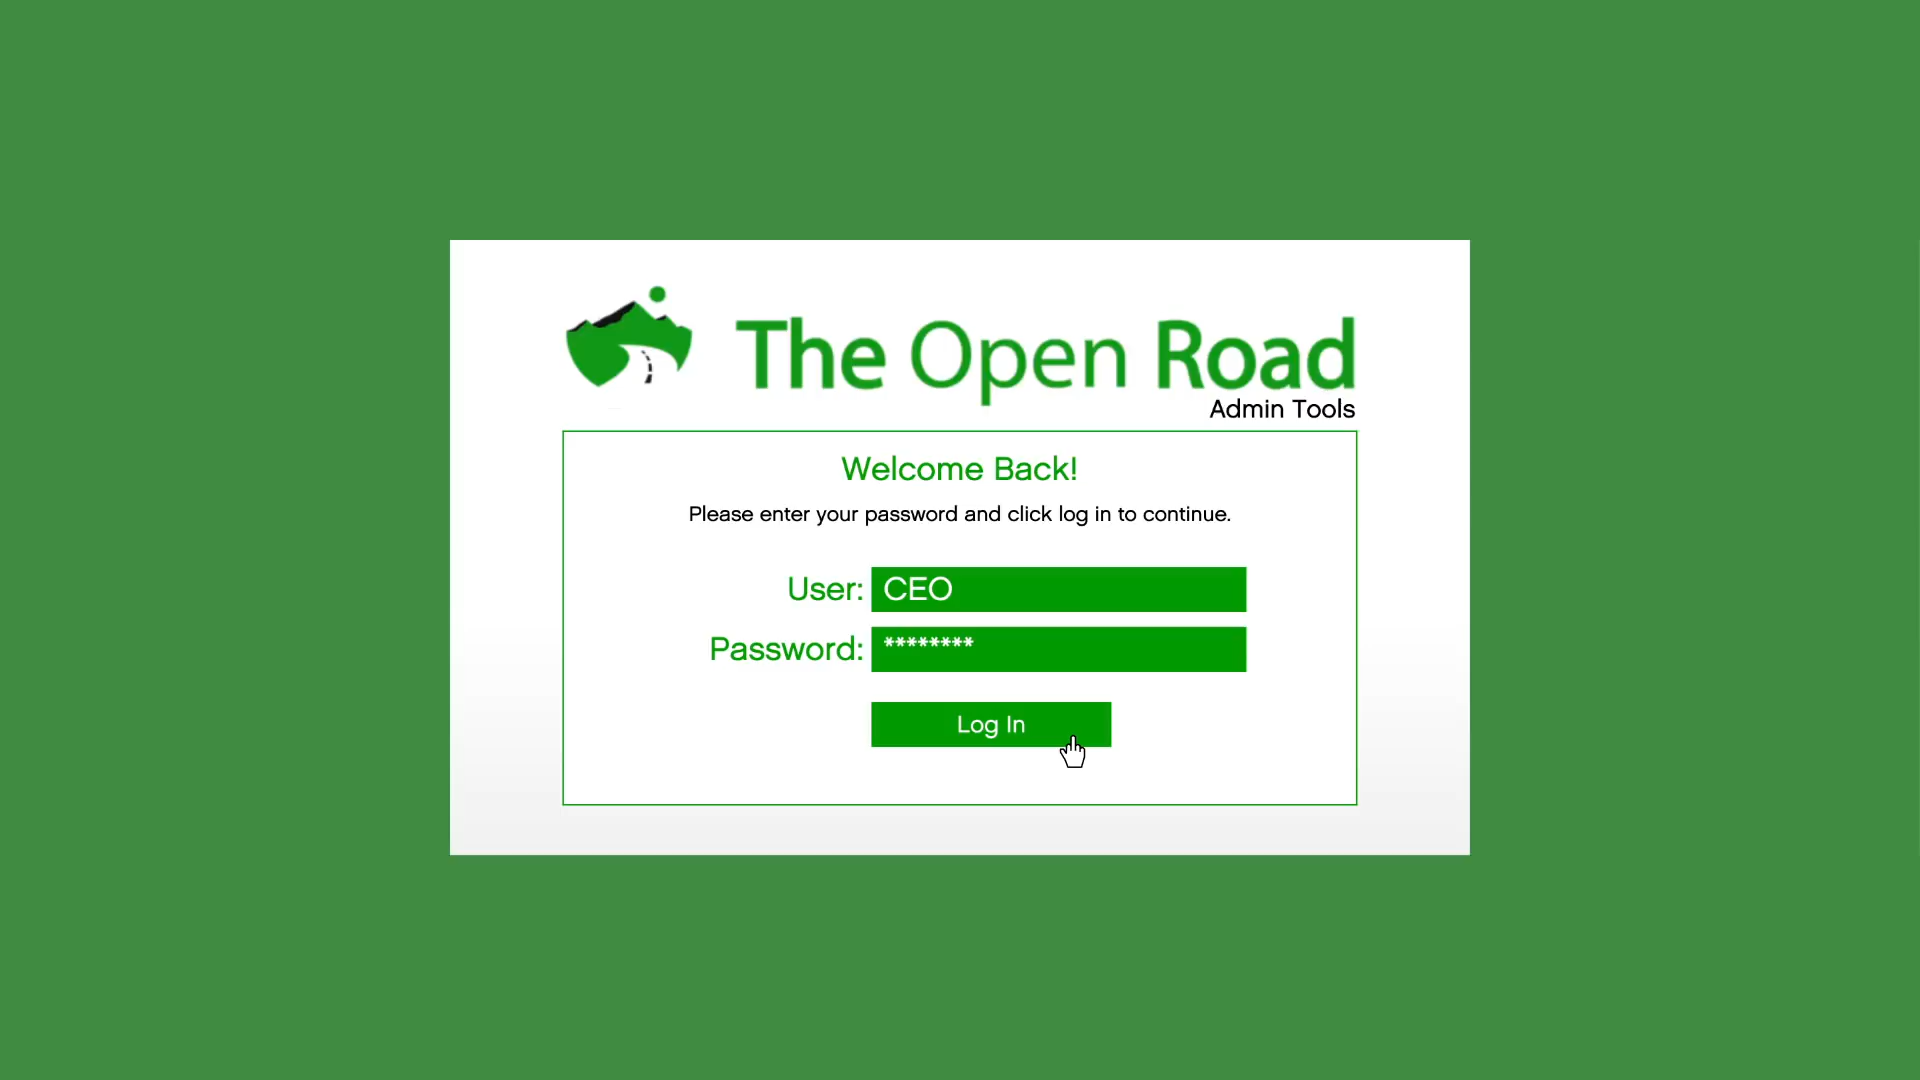 The Open Road
Admin Tools
Welcome Back!
Please enter your password and click log in to continue.
User: CEO
Password: ********
Log In